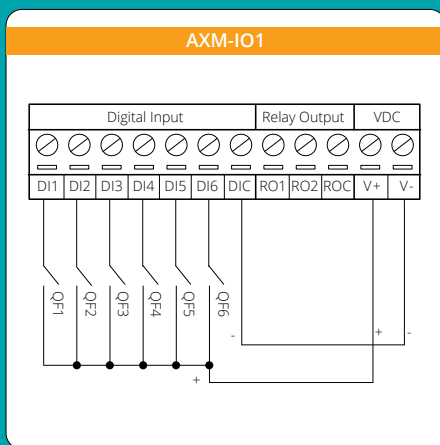 AXM-IO1
Digital Input Relay Output VDC
DI1 DI2 DI3 DI4 DI5 DI6 DIC RO1 RO2 ROC V+ V-
QF1 QF2 QF3 QF4 QF5 QF6
- + -
+